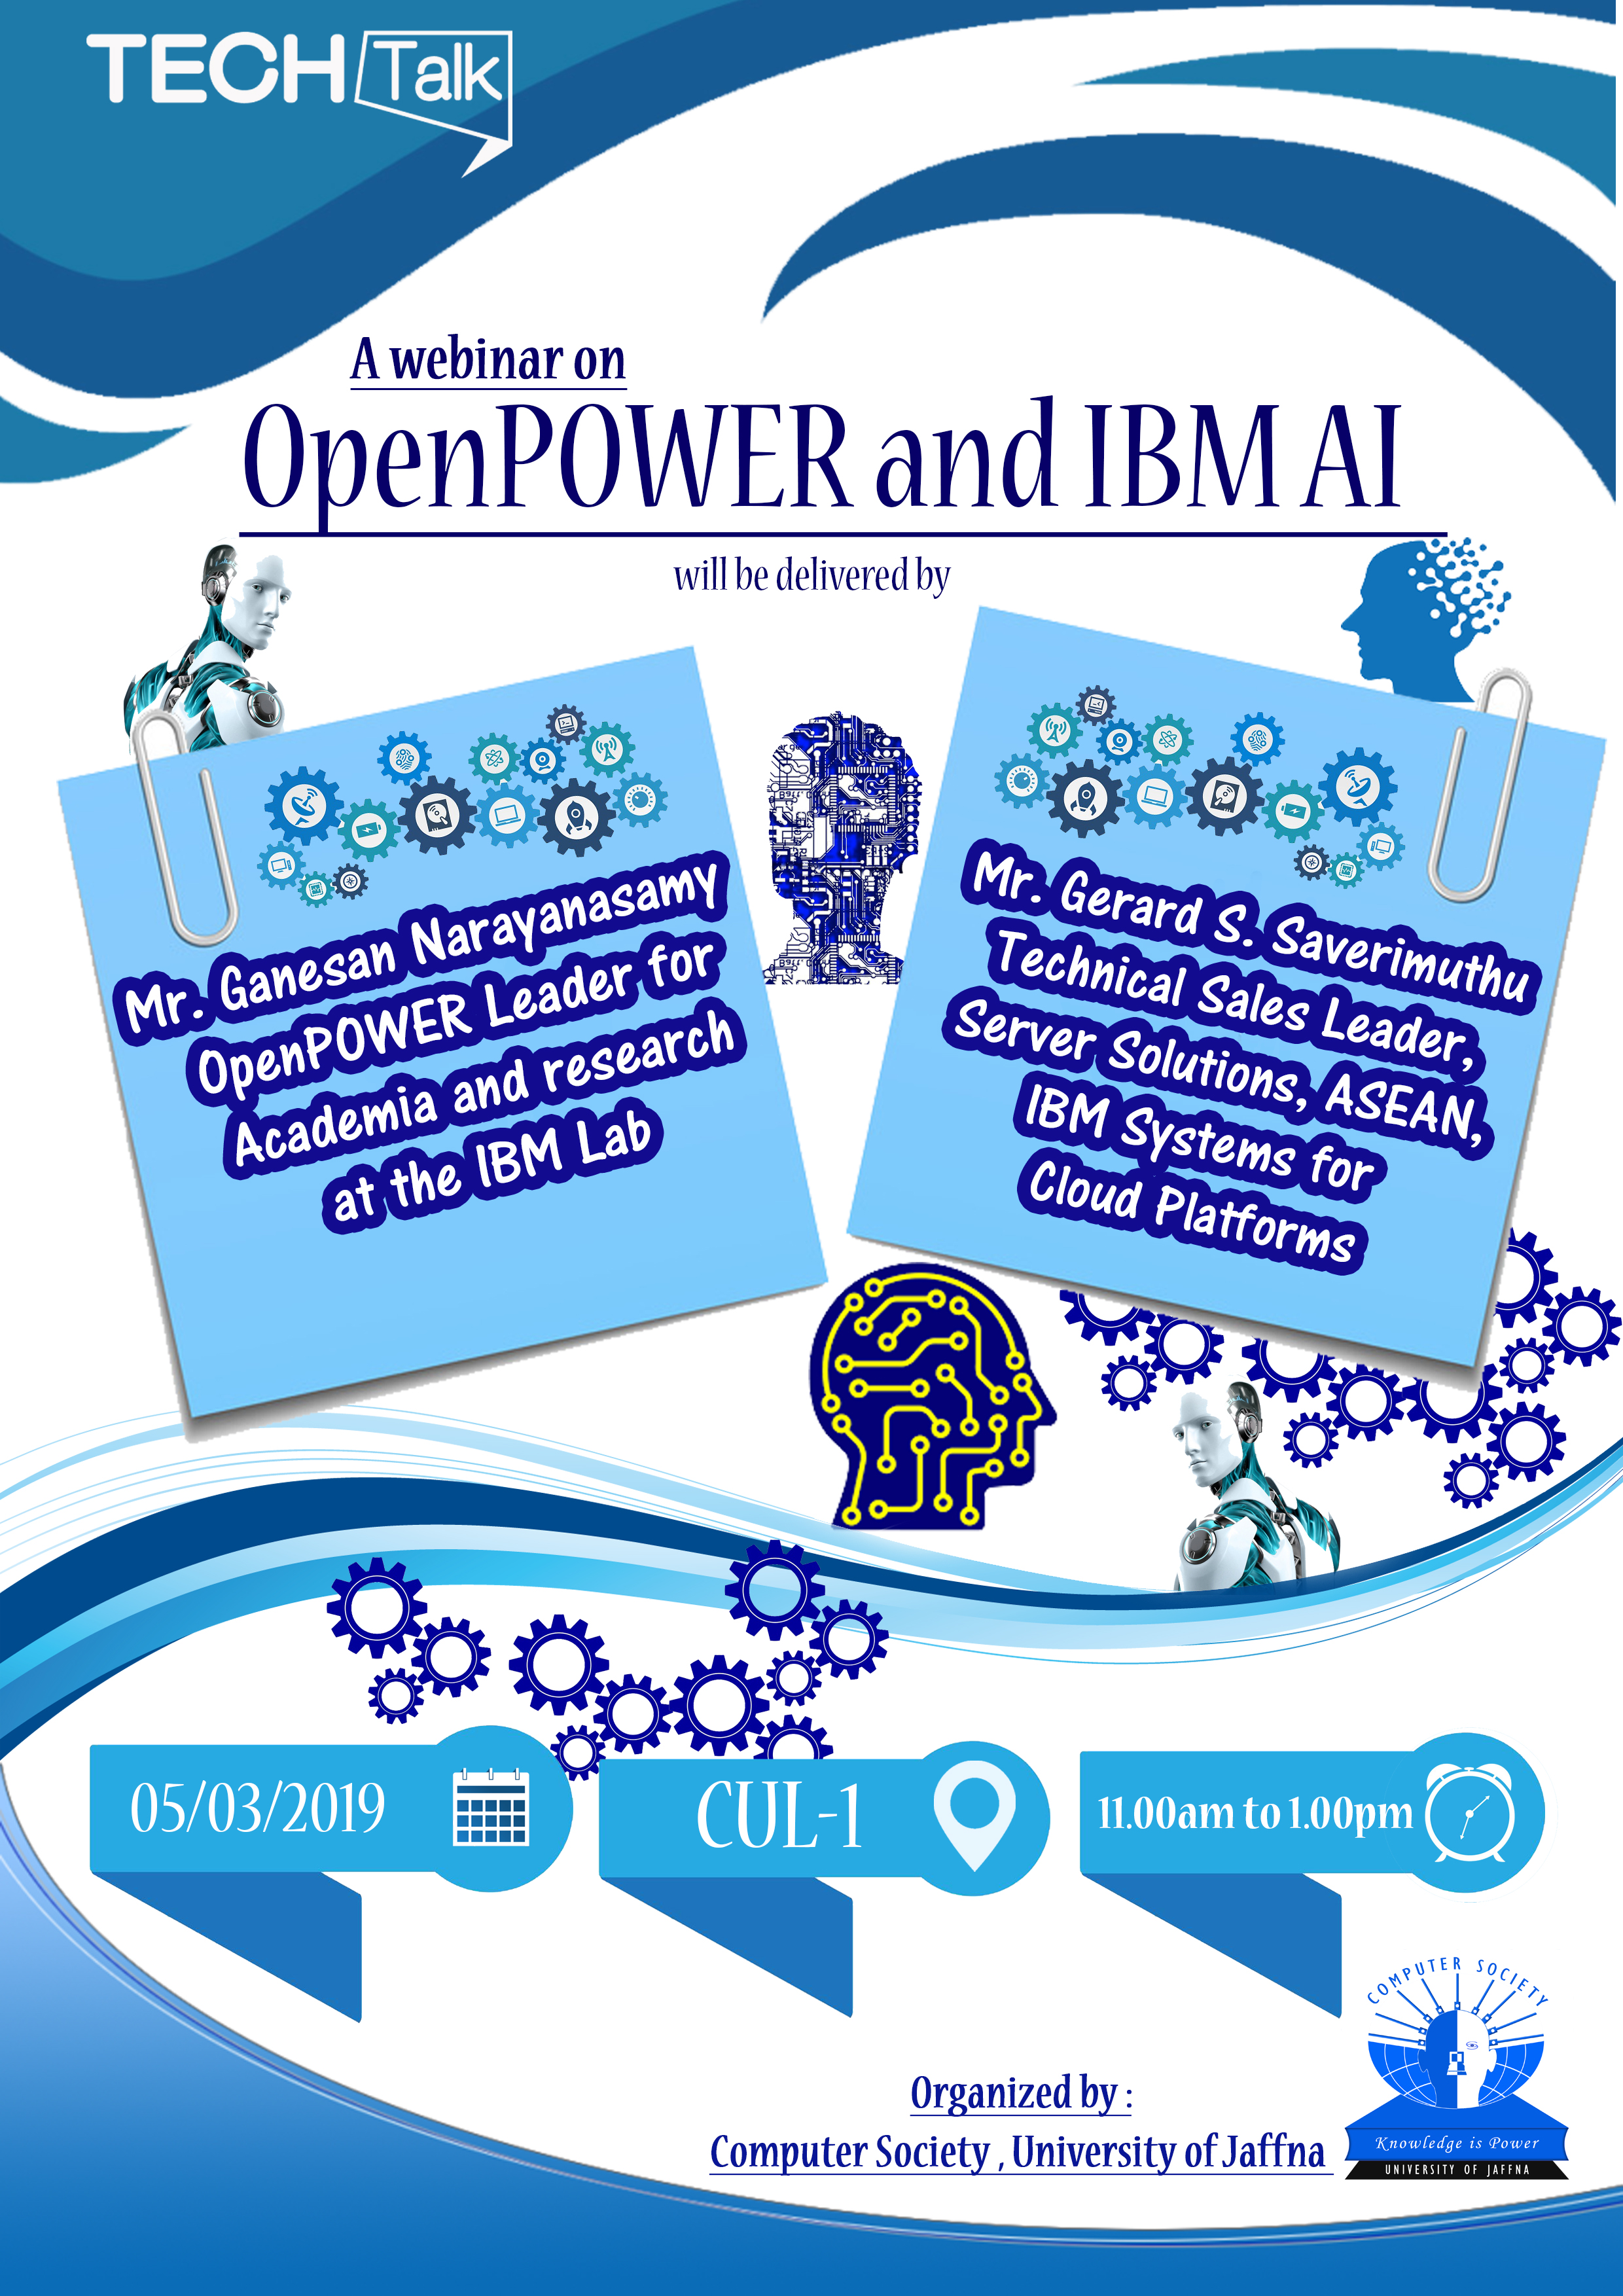 TECH Talk
A webinar on
OpenPOWER and IBM AI
will be delivered by
Mr. Ganesan Narayanasamy
OpenPOWER Leader for
Academia and research
at the IBM Lab
Mr. Gerard S. Saverimuthu
Technical Sales Leader,
Server Solutions, ASEAN,
IBM Systems for
Cloud Platforms
05/03/2019
CUL-1
11.00am to 1.00pm
Organized by :
Computer Society , University of Jaffna
COMPUTER SOCIETY
Knowledge is Power
UNIVERSITY OF JAFFNA